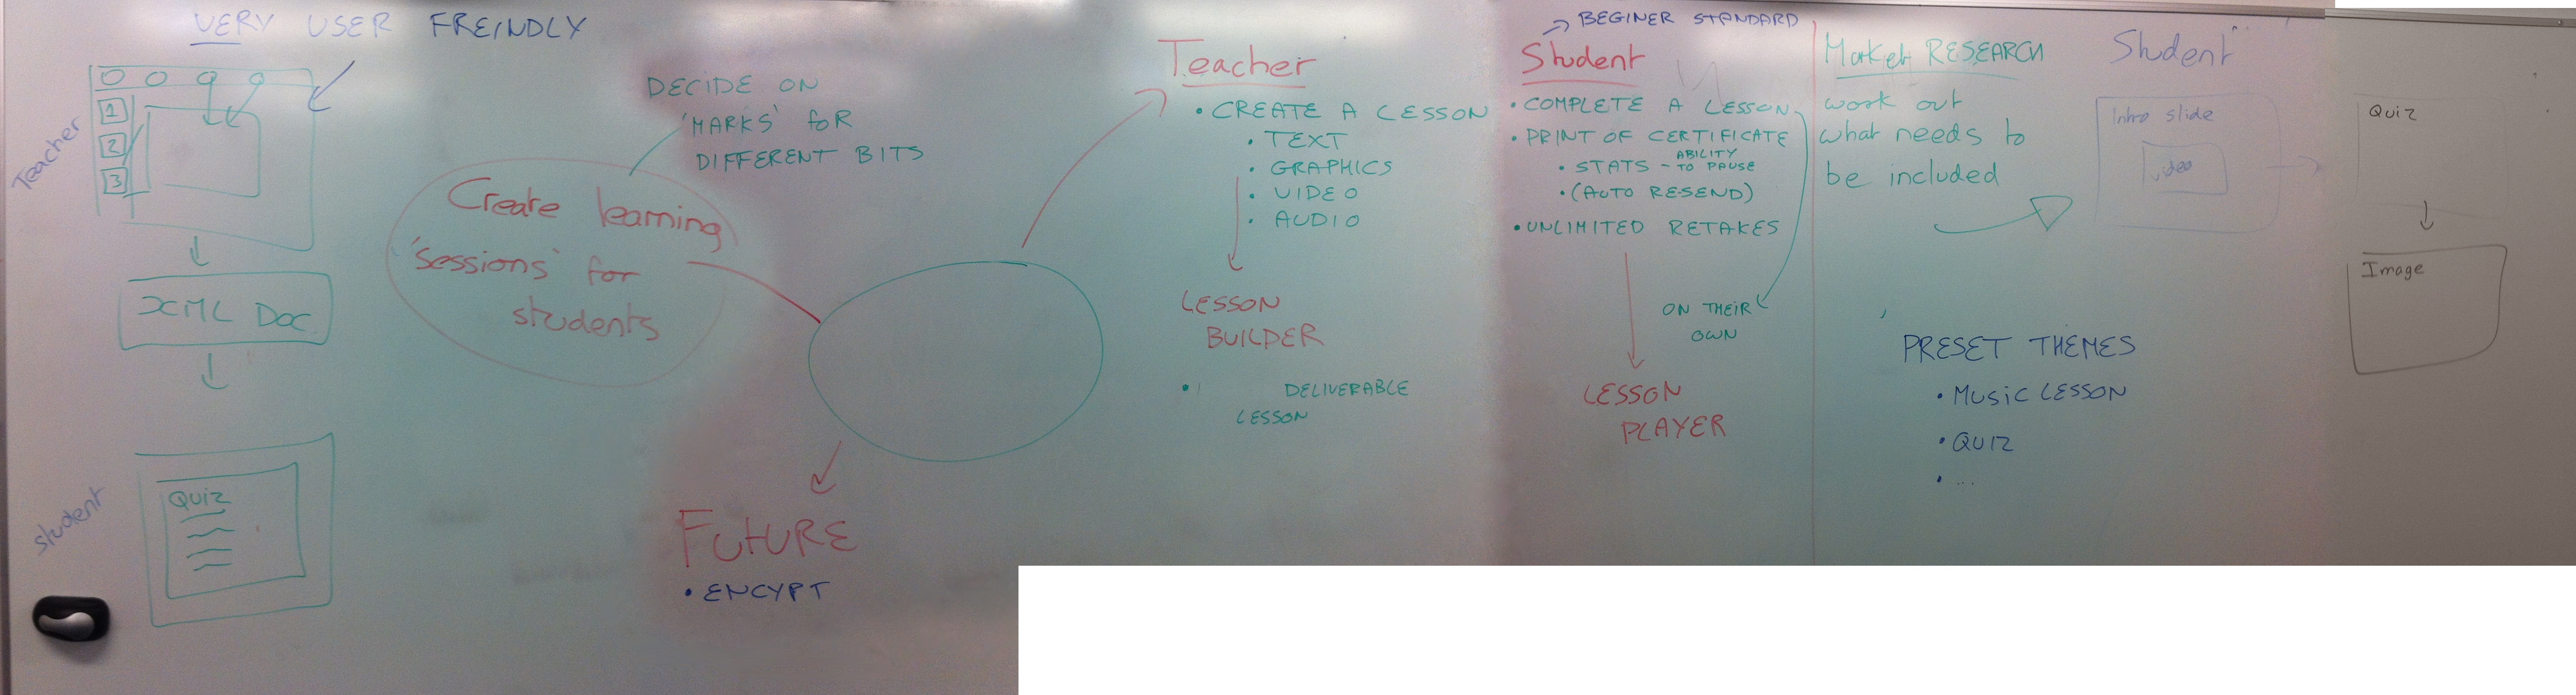 VERY USER FREINDLY
Teacher
1
2
3
XML DOC
student
QUIZ
DECIDE ON
'MARKS' FOR
DIFFERENT BITS
Create learning
'sessions' for
students
FUTURE
• ENCYPT
Teacher
• CREATE A LESSON
• TEXT
• GRAPHICS
• VIDEO
• AUDIO
LESSON
BUILDER
• DELIVERABLE
LESSON
→ BEGINER STANDARD
Student
• COMPLETE A LESSON
• PRINT OF CERTIFICATE
• STATS - ABILITY
TO PAUSE
• (AUTO RESEND)
• UNLIMITED RETAKES
ON THEIR
OWN
LESSON
PLAYER
Market RESEARCH
work out
what needs to
be included
PRESET THEMES
• MUSIC LESSON
• QUIZ
• ...
Student
Intro slide
Video
Quiz
Image